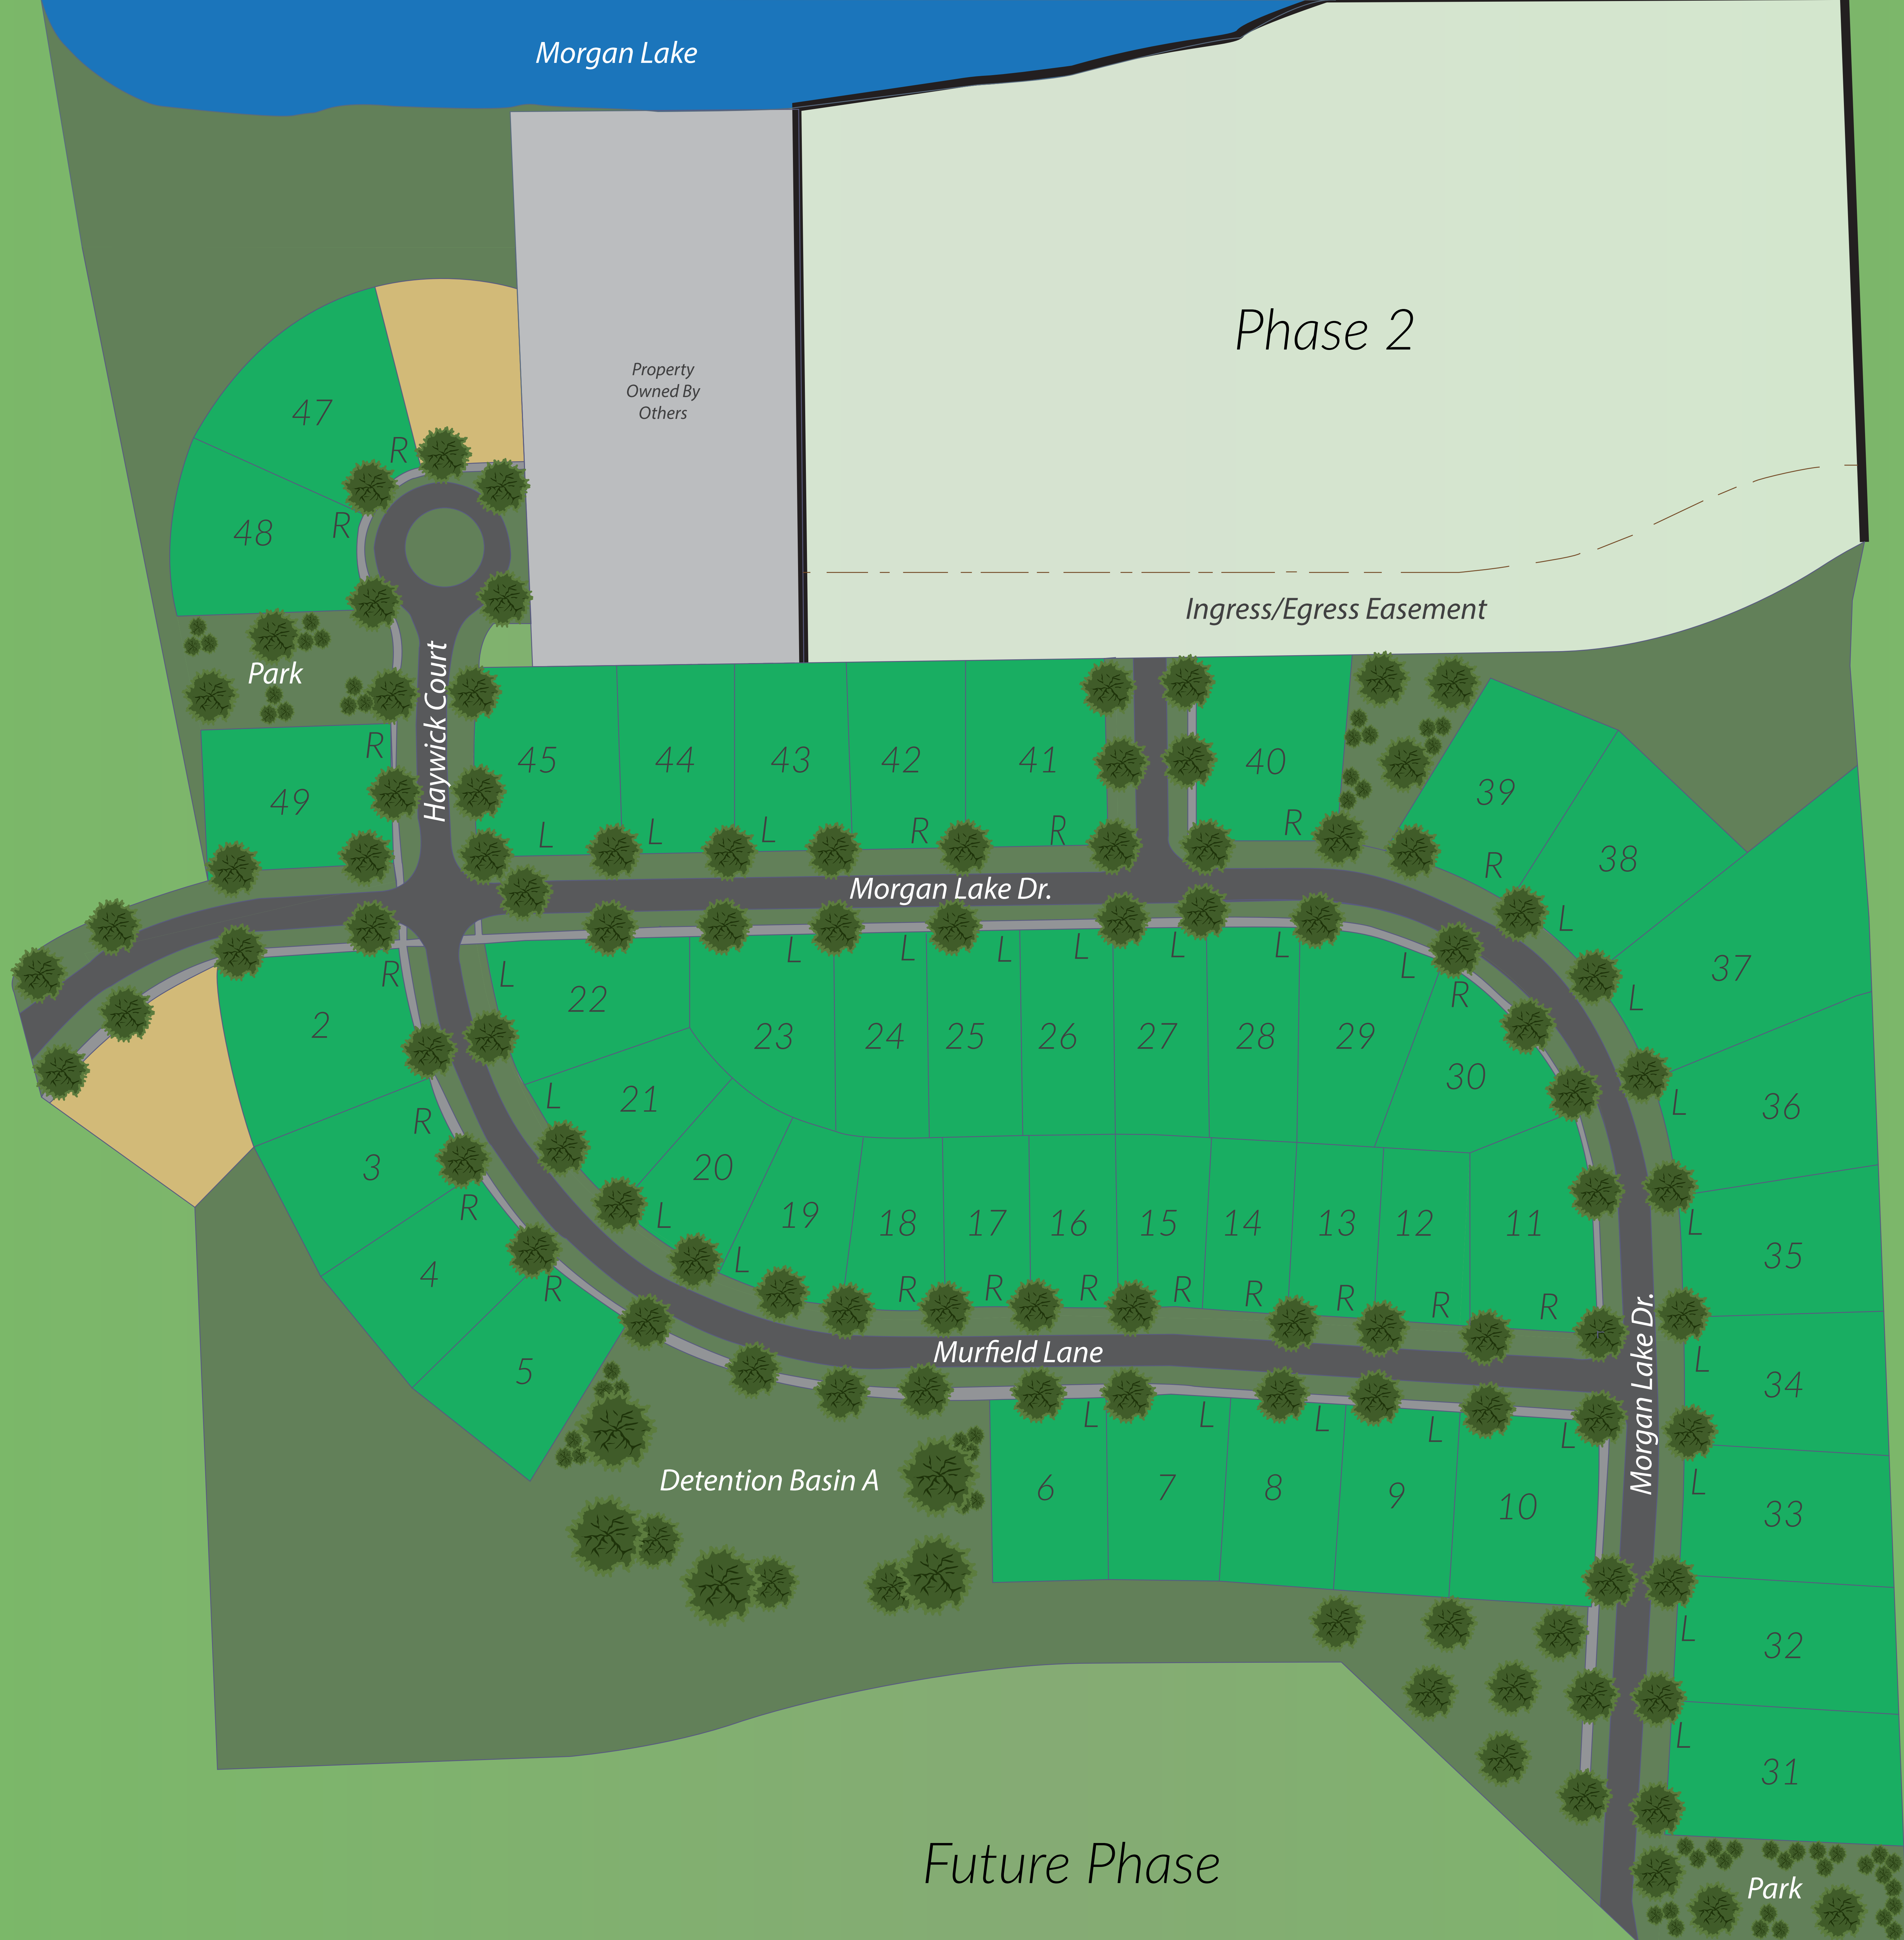 Morgan Lake
Phase 2
Property
Owned By
Others
47
R
48
R
Ingress/Egress Easement
Park
Haywick Court
R
49
45
44
43
42
41
40
39
38
L
L
L
R
R
R
R
L
Morgan Lake Dr.
37
L
R
L
L
L
L
L
L
L
L
R
2
22
23
24
25
26
27
28
29
30
36
L
R
L
21
3
20
R
L
19
18
17
16
15
14
13
12
11
35
L
4
L
R
R
R
R
R
R
R
R
R
Murfield Lane
Morgan Lake Dr.
34
L
5
L
L
L
L
L
Detention Basin A
6
7
8
9
10
33
L
32
L
31
L
Future Phase
Park